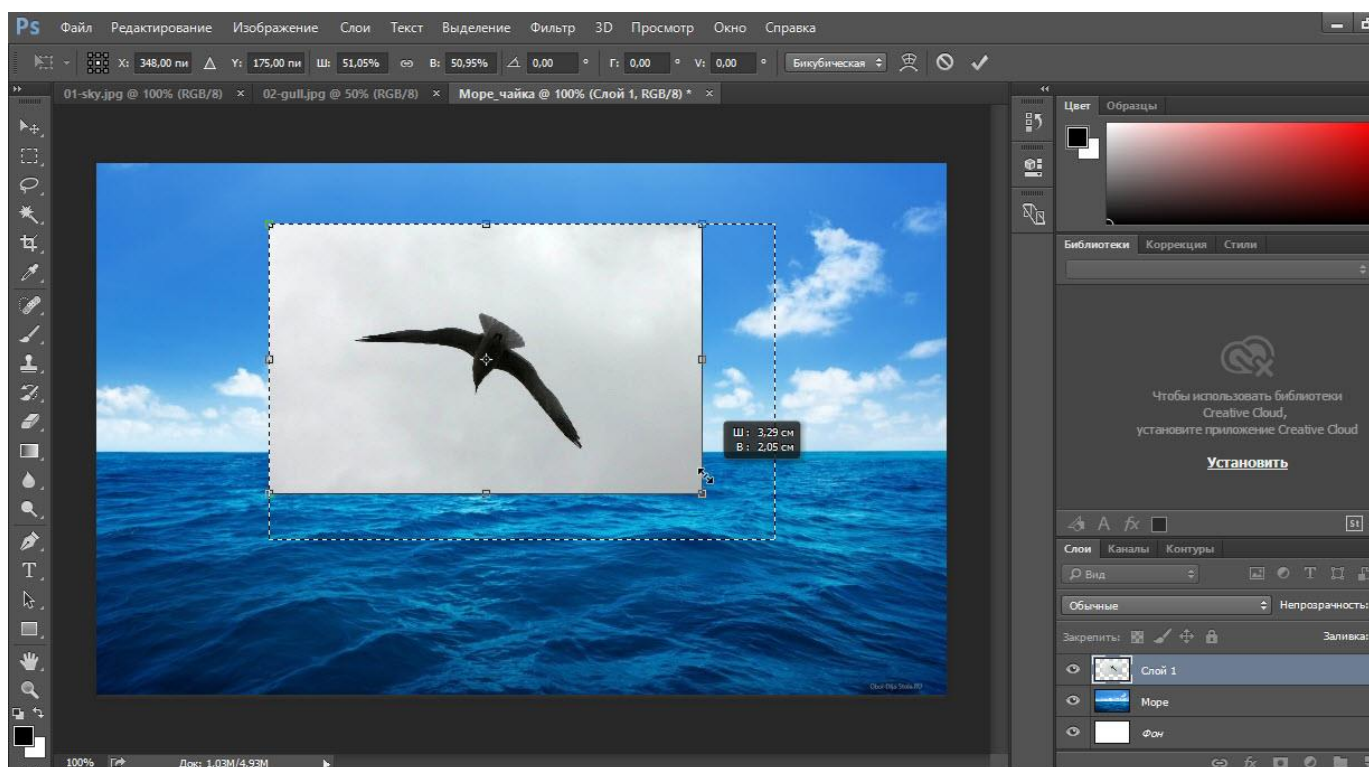 Ps Файл Редактирование Изображение Слои Текст Выделение Фильтр 3D Просмотр Окно Справка
X: 348,00 пи Y: 175,00 пи Ш: 51,05% В: 50,95% 0,00 ° Г: 0,00 ° V: 0,00 ° Бикубическая
01-sky.jpg @ 100% (RGB/8) × 02-gull.jpg @ 50% (RGB/8) × Море_чайка @ 100% (Слой 1, RGB/8) * ×
Цвет Образцы
Библиотеки Коррекция Стили
Чтобы использовать библиотеки
Creative Cloud,
установите приложение Creative Cloud
Установить
Ш: 3,29 см
В: 2,05 см
St
Слои Каналы Контуры
Вид
Обычные Непрозрачность:
Закрепить: Заливка:
Слой 1
Море
Фон
100% Док: 1,03M/4,93M